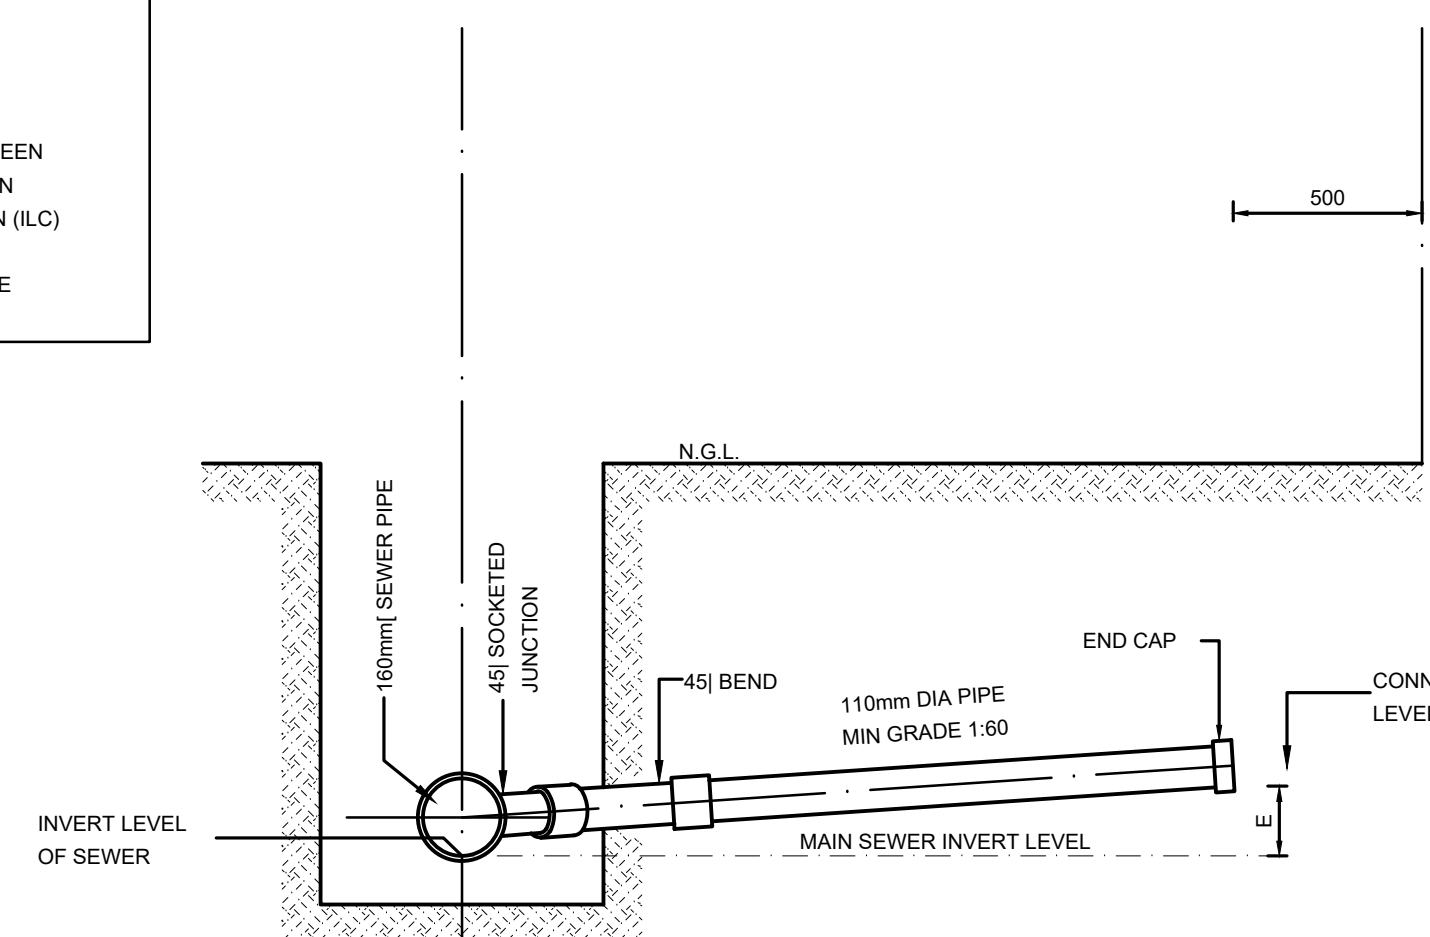 EEN
N
N (ILC)
E
500
N.G.L.
160mm[ SEWER PIPE
45| SOCKETED
JUNCTION
45| BEND
110mm DIA PIPE
MIN GRADE 1:60
END CAP
CONN
LEVEL
INVERT LEVEL
OF SEWER
MAIN SEWER INVERT LEVEL
E